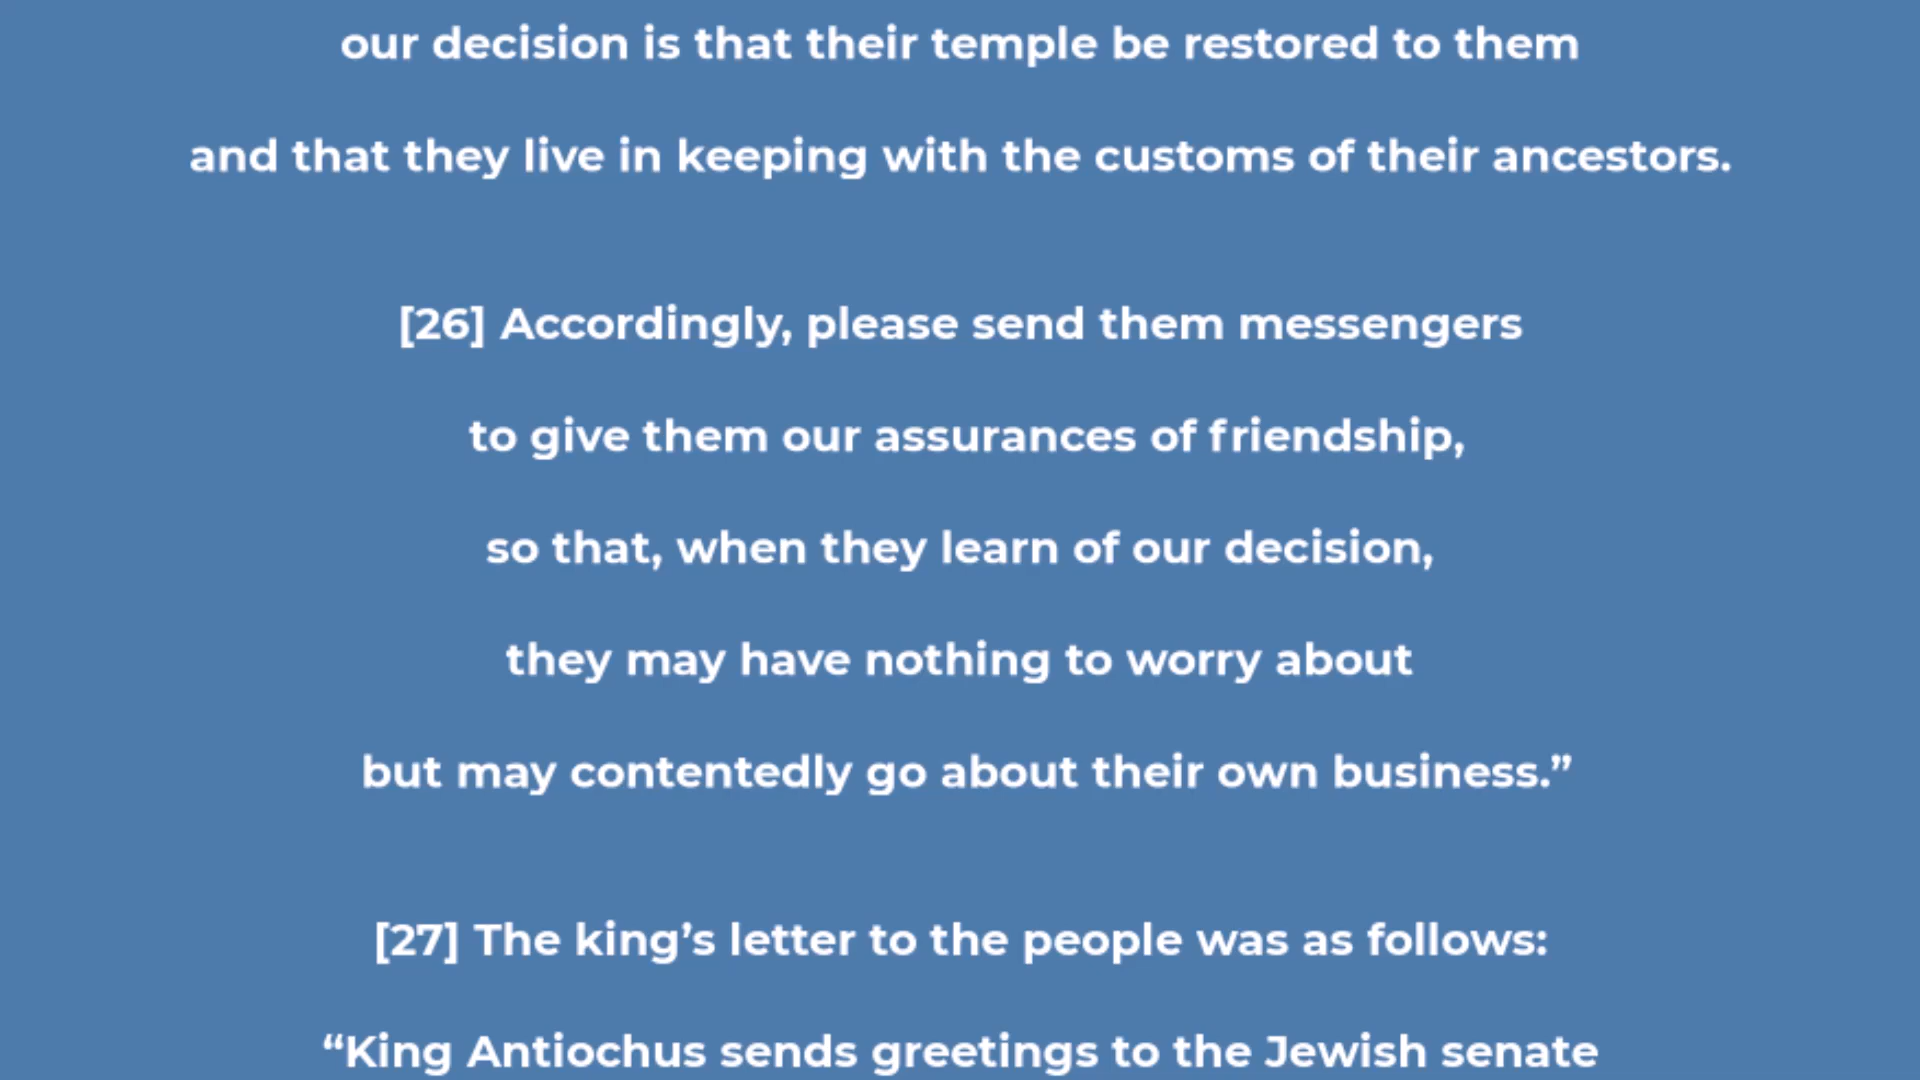 our decision is that their temple be restored to them
and that they live in keeping with the customs of their ancestors.
[26] Accordingly, please send them messengers
to give them our assurances of friendship,
so that, when they learn of our decision,
they may have nothing to worry about
but may contentedly go about their own business.”
[27] The king’s letter to the people was as follows:
“King Antiochus sends greetings to the Jewish senate